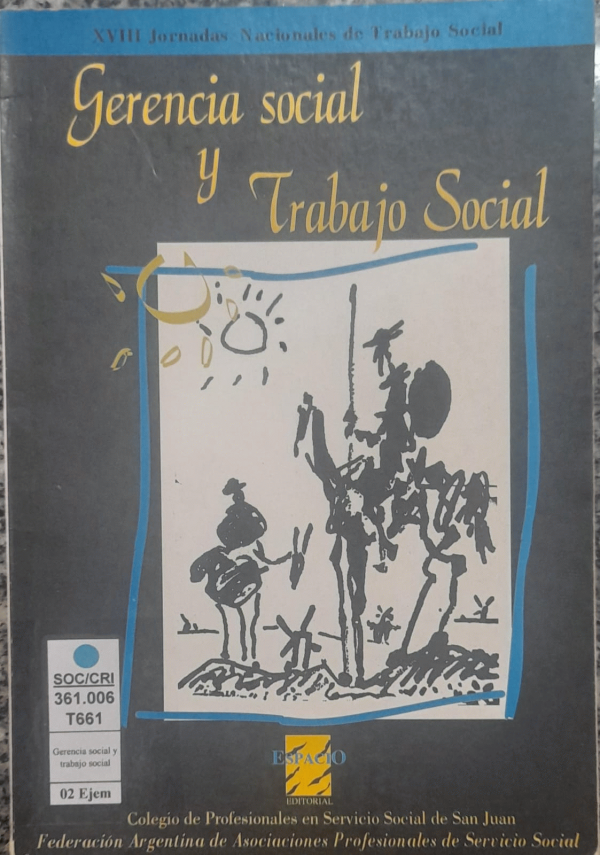 XVIII Jornadas Nacionales de Trabajo Social
Gerencia social
y
Trabajo Social
SOC/CRI
361.006
T661
Gerencia social y
trabajo social
02 Ejem
ESPACIO
EDITORIAL
Colegio de Profesionales en Servicio Social de San Juan
Federación Argentina de Asociaciones Profesionales de Servicio Social